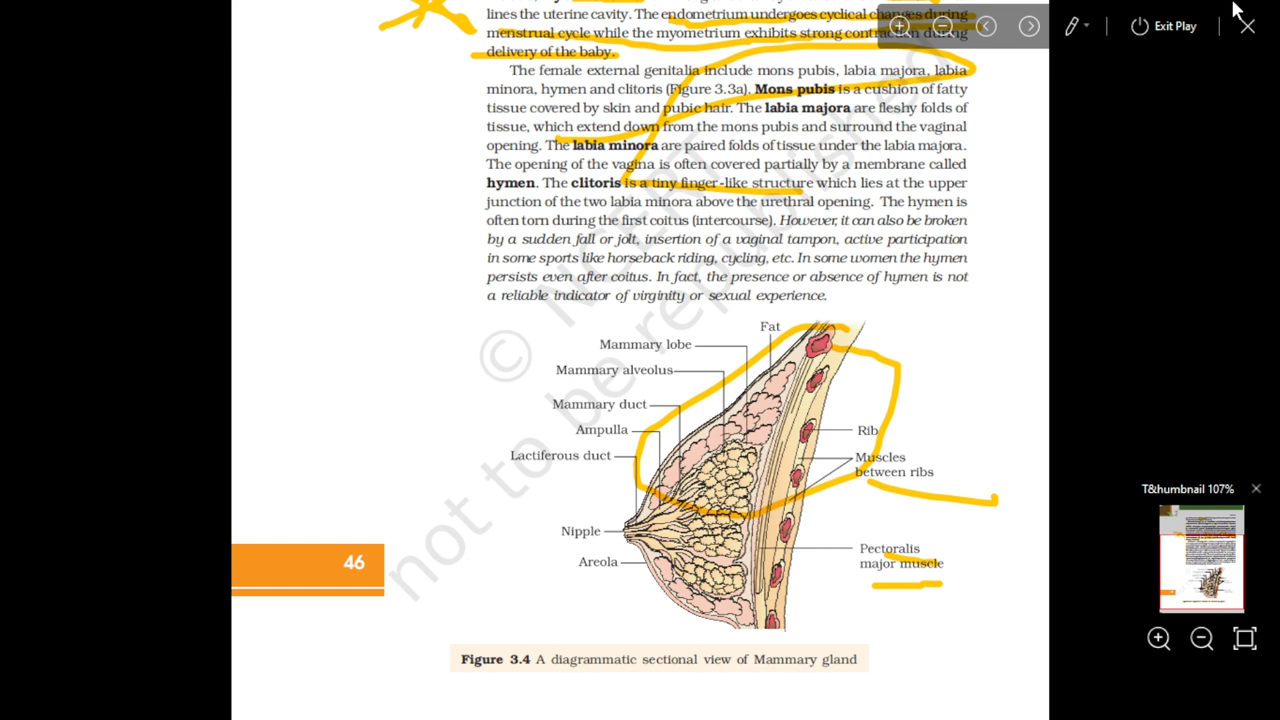 lines the uterine cavity. The endometrium undergoes cyclical changes during
menstrual cycle while the myometrium exhibits strong contraction during
delivery of the baby.
The female external genitalia include mons pubis, labia majora, labia
minora, hymen and clitoris (Figure 3.3a). Mons pubis is a cushion of fatty
tissue covered by skin and pubic hair. The labia majora are fleshy folds of
tissue, which extend down from the mons pubis and surround the vaginal
opening. The labia minora are paired folds of tissue under the labia majora.
The opening of the vagina is often covered partially by a membrane called
hymen. The clitoris is a tiny finger-like structure which lies at the upper
junction of the two labia minora above the urethral opening. The hymen is
often torn during the first coitus (intercourse). However, it can also be broken
by a sudden fall or jolt, insertion of a vaginal tampon, active participation
in some sports like horseback riding, cycling, etc. In some women the hymen
persists even after coitus. In fact, the presence or absence of hymen is not
a reliable indicator of virginity or sexual experience.
Fat
Mammary lobe
Mammary alveolus
Mammary duct
Ampulla
Lactiferous duct
Nipple
Areola
Rib
Muscles
between ribs
Pectoralis
major muscle
46
Figure 3.4 A diagrammatic sectional view of Mammary gland
© NCERT
not to be republished
Exit Play
T&humbnail 107%